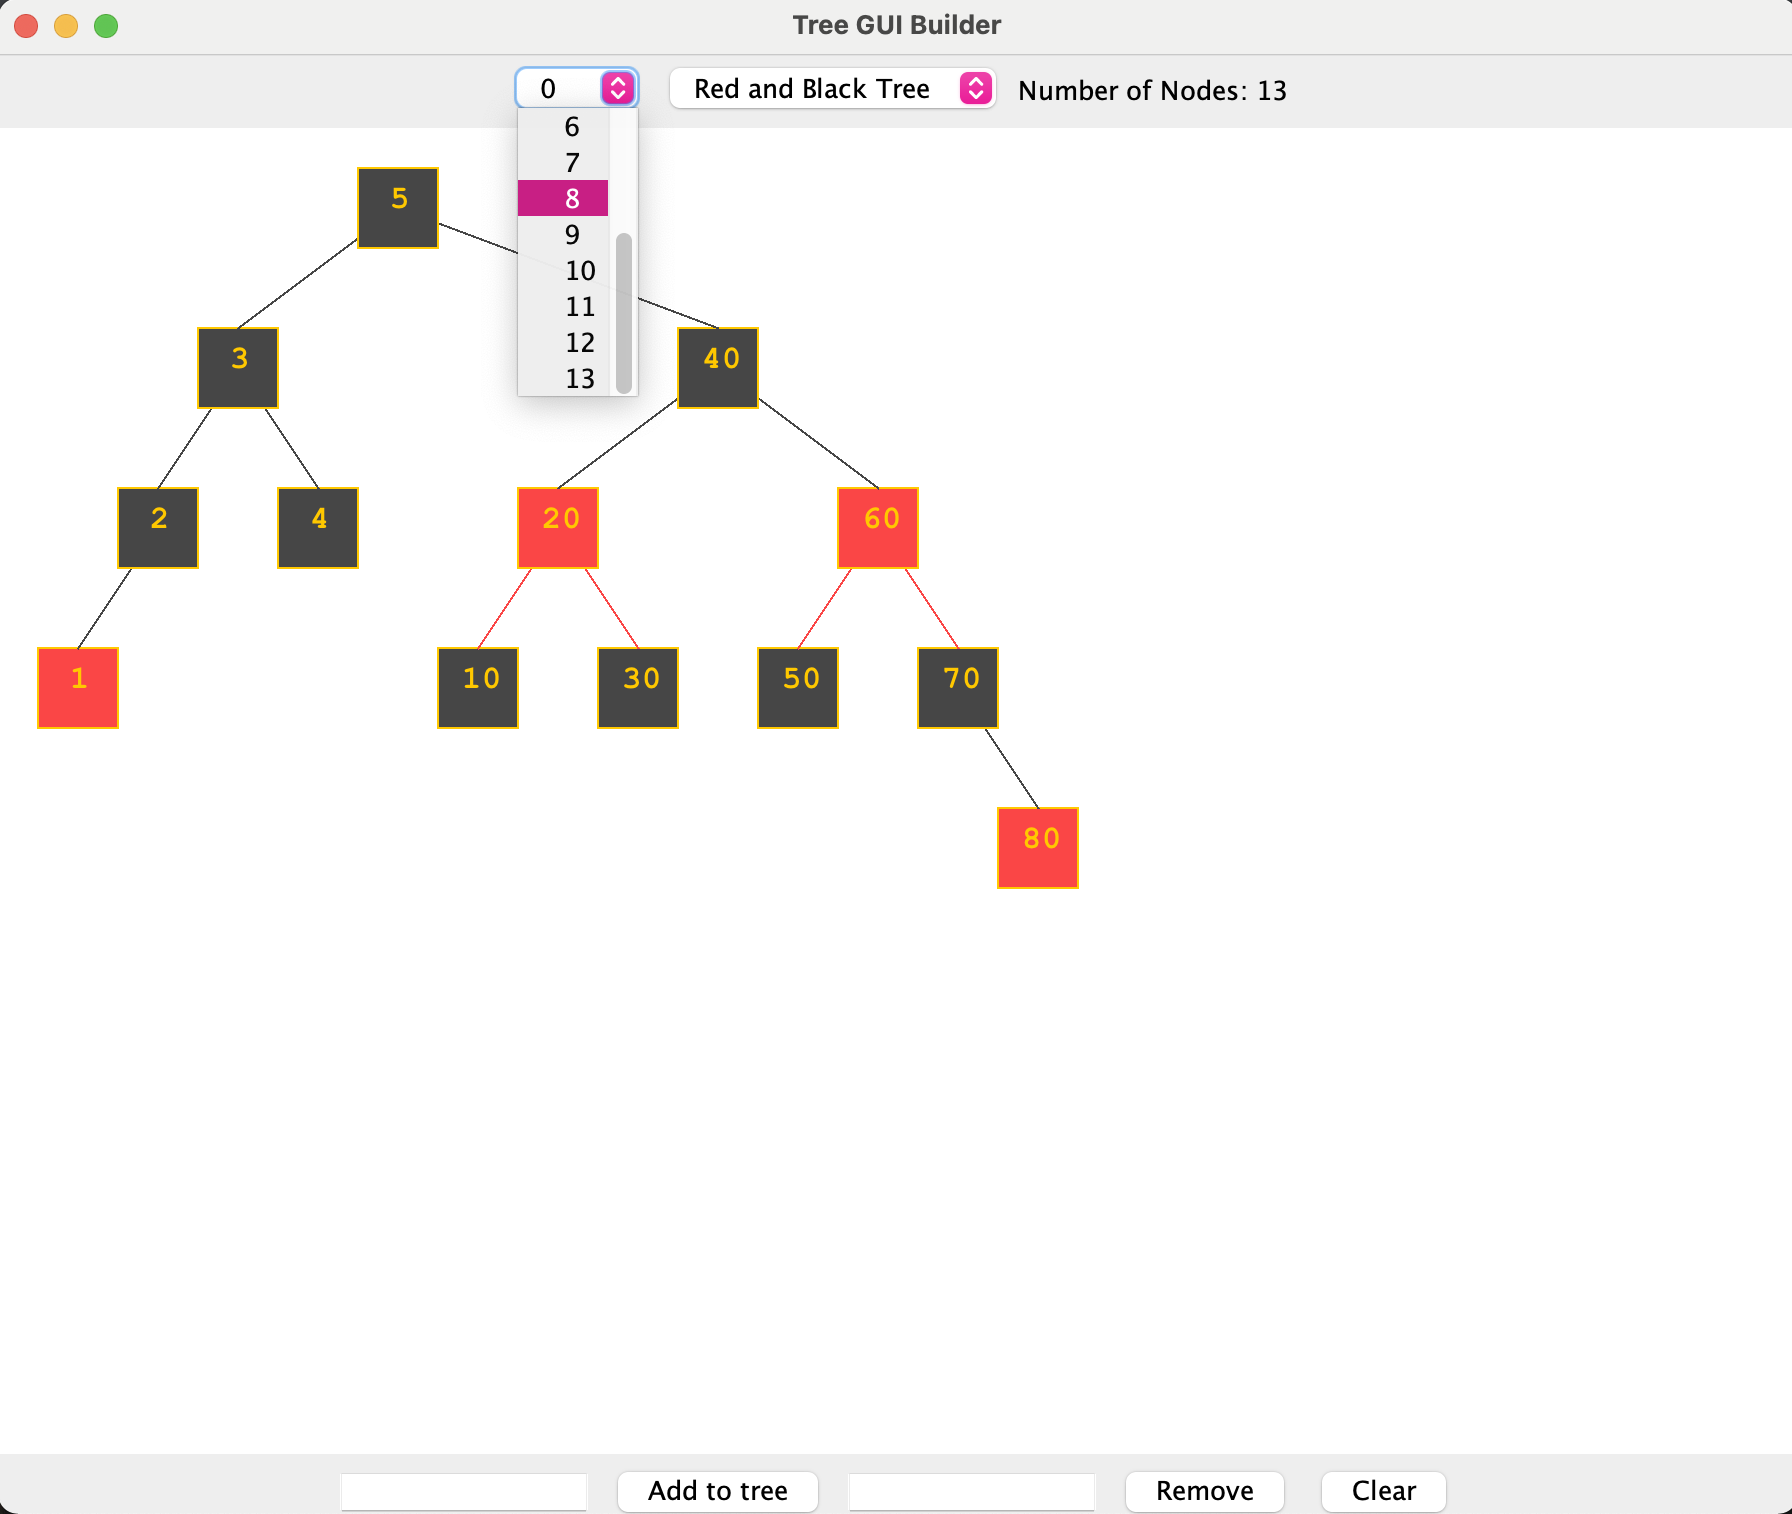 Tree GUI Builder
0 Red and Black Tree Number of Nodes: 13
6
7
8
9
10
11
12
13
5
3 40
2 4 20 60
1 10 30 50 70
80
Add to tree Remove Clear